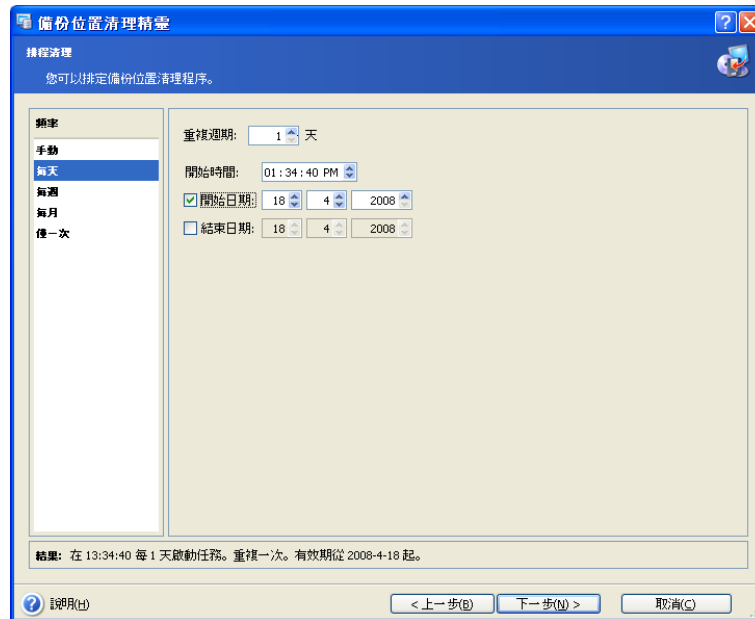 備份位置清理精靈
排程清理
您可以排定備份位置清理程序。
頻率
手動
每天
每週
每月
僅一次
重複週期: 1 天
開始時間: 01:34:40 PM
開始日期: 18 4 2008
結束日期: 18 4 2008
結果: 在 13:34:40 每 1 天啟動任務。重複一次。有效期從 2008-4-18 起。
說明(H)
< 上一步(B)
下一步(N) >
取消(C)